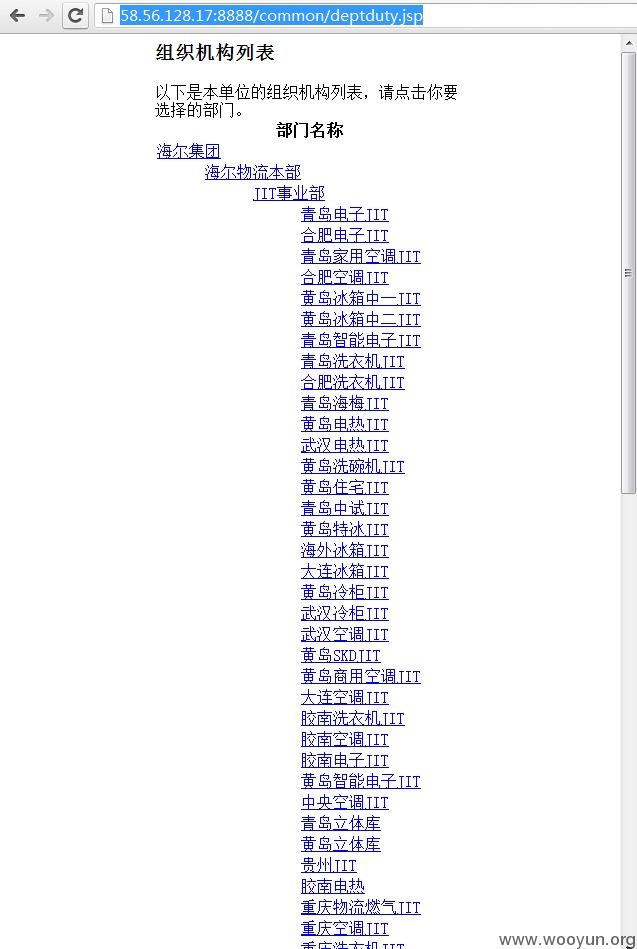 58.56.128.17:8888/common/deptduty.jsp
组织机构列表
以下是本单位的组织机构列表，请点击你要
选择的部门。
部门名称
海尔集团
海尔物流本部
JIT事业部
青岛电子JIT
合肥电子JIT
青岛家用空调JIT
合肥空调JIT
黄岛冰箱中一JIT
黄岛冰箱中二JIT
青岛智能电子JIT
青岛洗衣机JIT
合肥洗衣机JIT
青岛海梅JIT
黄岛电热JIT
武汉电热JIT
黄岛洗碗机JIT
黄岛住宅JIT
青岛中试JIT
黄岛特冰JIT
海外冰箱JIT
大连冰箱JIT
黄岛冷柜JIT
武汉冷柜JIT
武汉空调JIT
黄岛SKDJIT
黄岛商用空调JIT
大连空调JIT
胶南洗衣机JIT
胶南空调JIT
胶南电子JIT
黄岛智能电子JIT
中央空调JIT
青岛立体库
黄岛立体库
贵州JIT
胶南电热
重庆物流燃气JIT
重庆空调JIT
重庆洗衣机JIT
www.wooyun.org